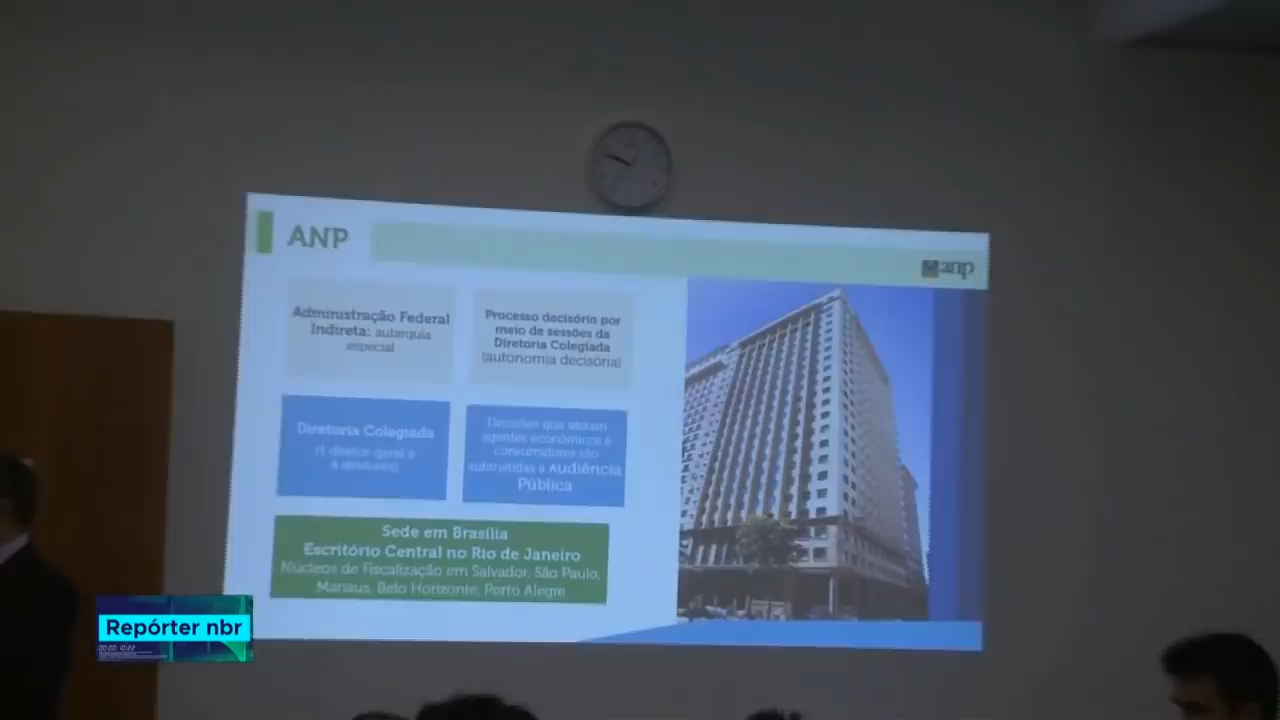 ANP
anp
Administração Federal
Indireta: autarquia
especial
Processo decisório por
meio de sessões da
Diretoria Colegiada
(autonomia decisória)
Diretoria Colegiada
(1 diretor-geral e
4 diretores)
Decisões que afetam
agentes econômicos e
consumidores são
submetidas a Audiência
Pública
Sede em Brasília
Escritório Central no Rio de Janeiro
Núcleos de Fiscalização em Salvador, São Paulo,
Manaus, Belo Horizonte, Porto Alegre
Repórter nbr